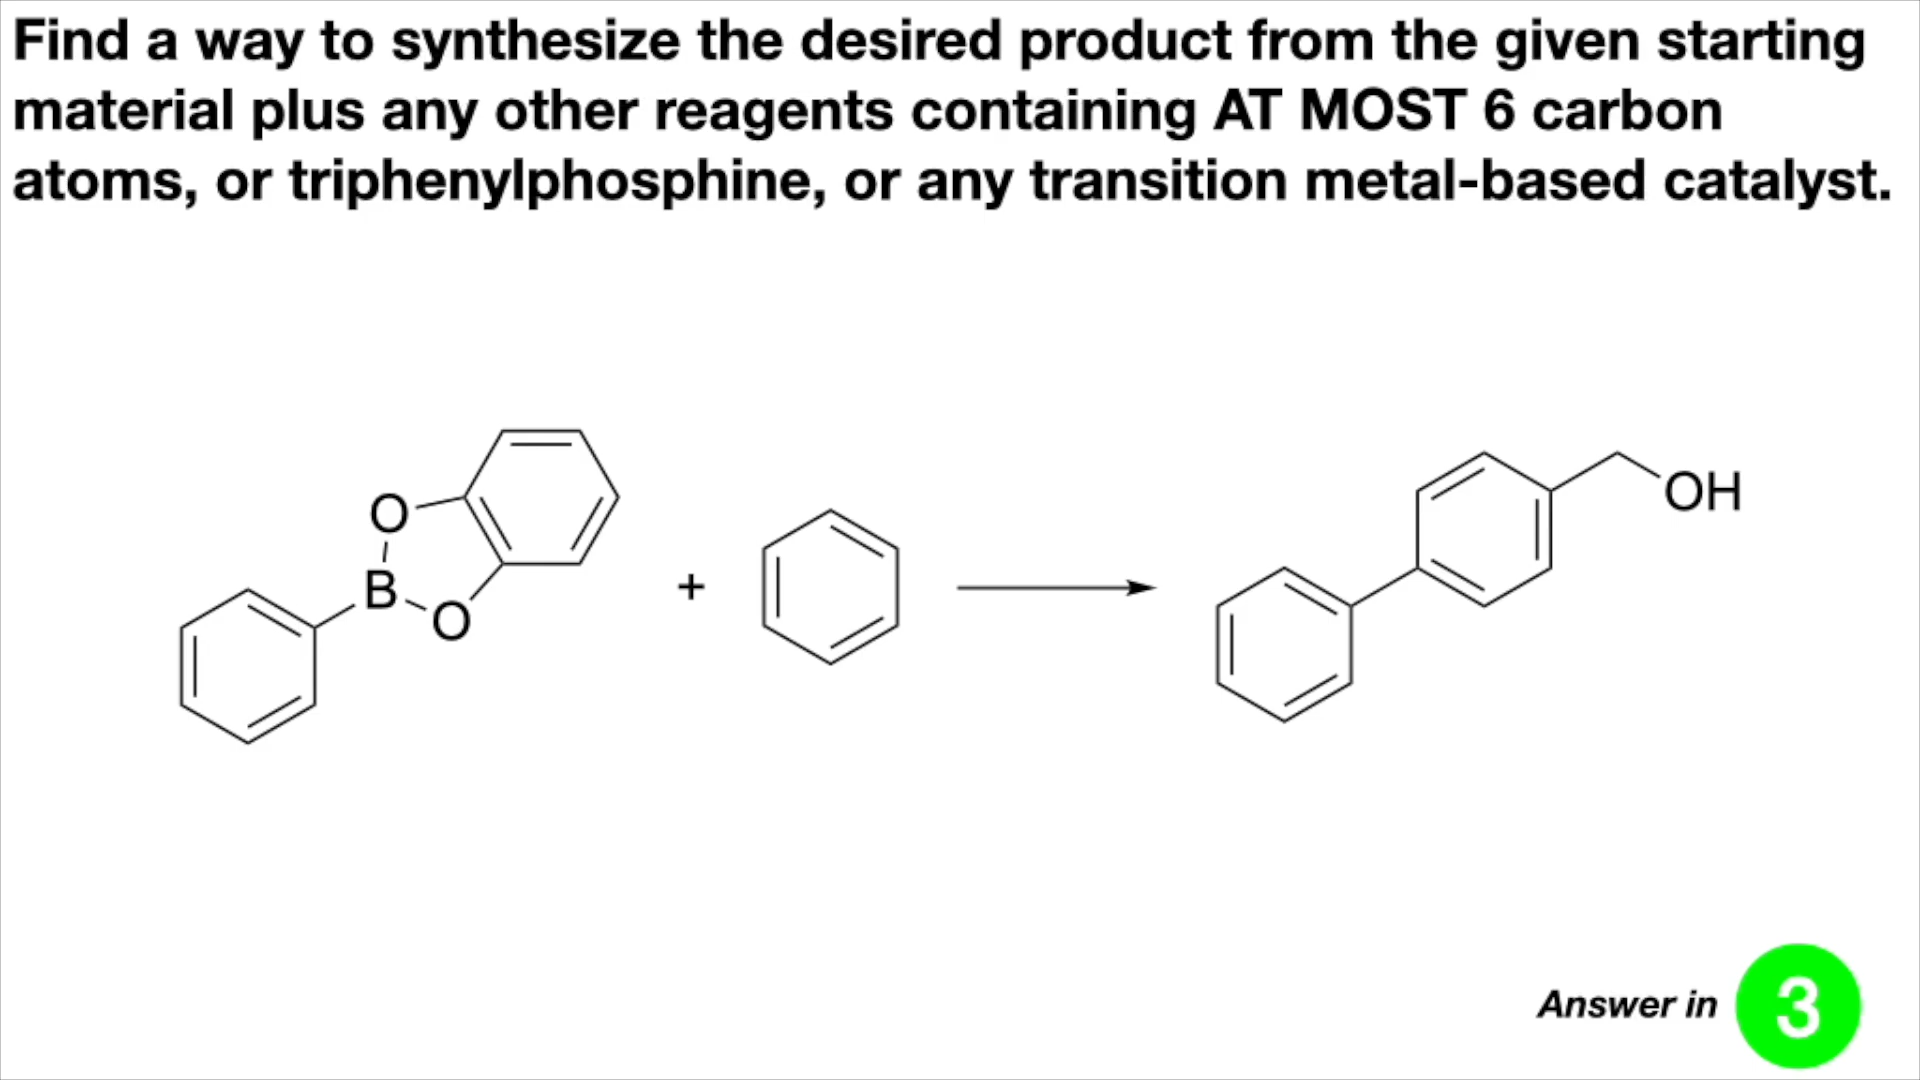 Find a way to synthesize the desired product from the given starting
material plus any other reagents containing AT MOST 6 carbon
atoms, or triphenylphosphine, or any transition metal-based catalyst.
O
B
O
+
OH
Answer in 3